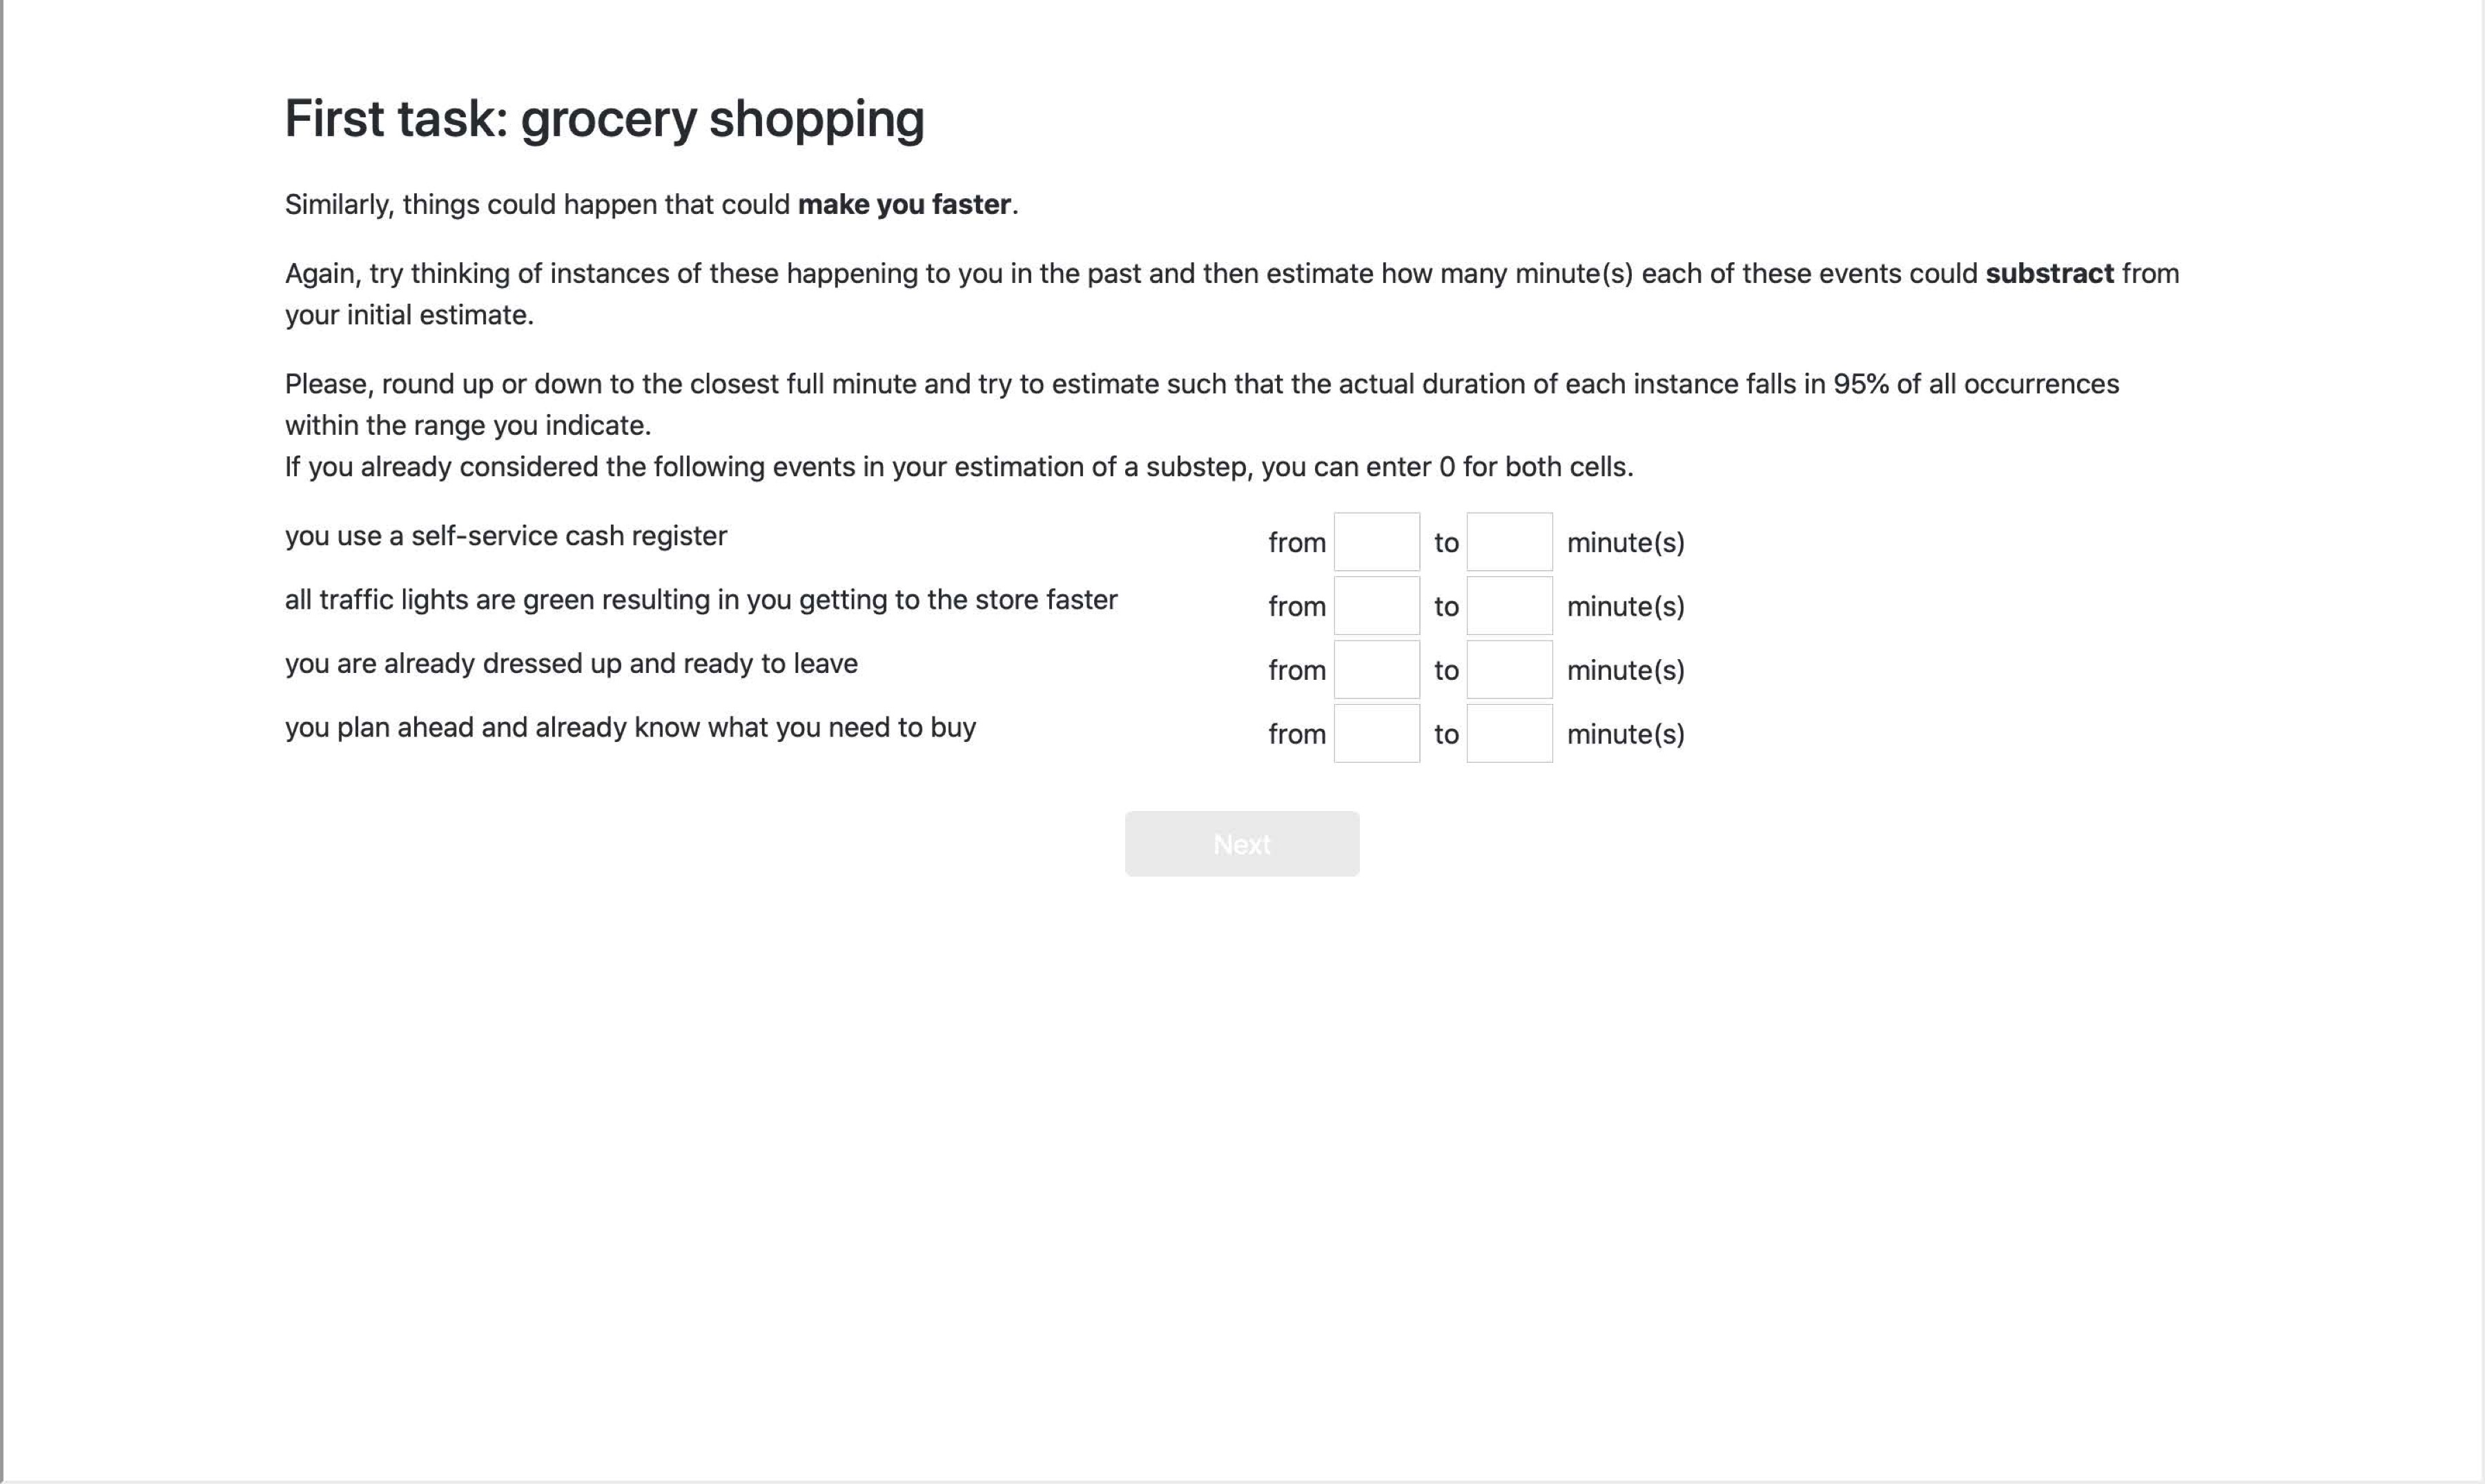 First task: grocery shopping
Similarly, things could happen that could make you faster.
Again, try thinking of instances of these happening to you in the past and then estimate how many minute(s) each of these events could substract from
your initial estimate.
Please, round up or down to the closest full minute and try to estimate such that the actual duration of each instance falls in 95% of all occurrences
within the range you indicate.
If you already considered the following events in your estimation of a substep, you can enter 0 for both cells.
you use a self-service cash register from to minute(s)
all traffic lights are green resulting in you getting to the store faster from to minute(s)
you are already dressed up and ready to leave from to minute(s)
you plan ahead and already know what you need to buy from to minute(s)
Next